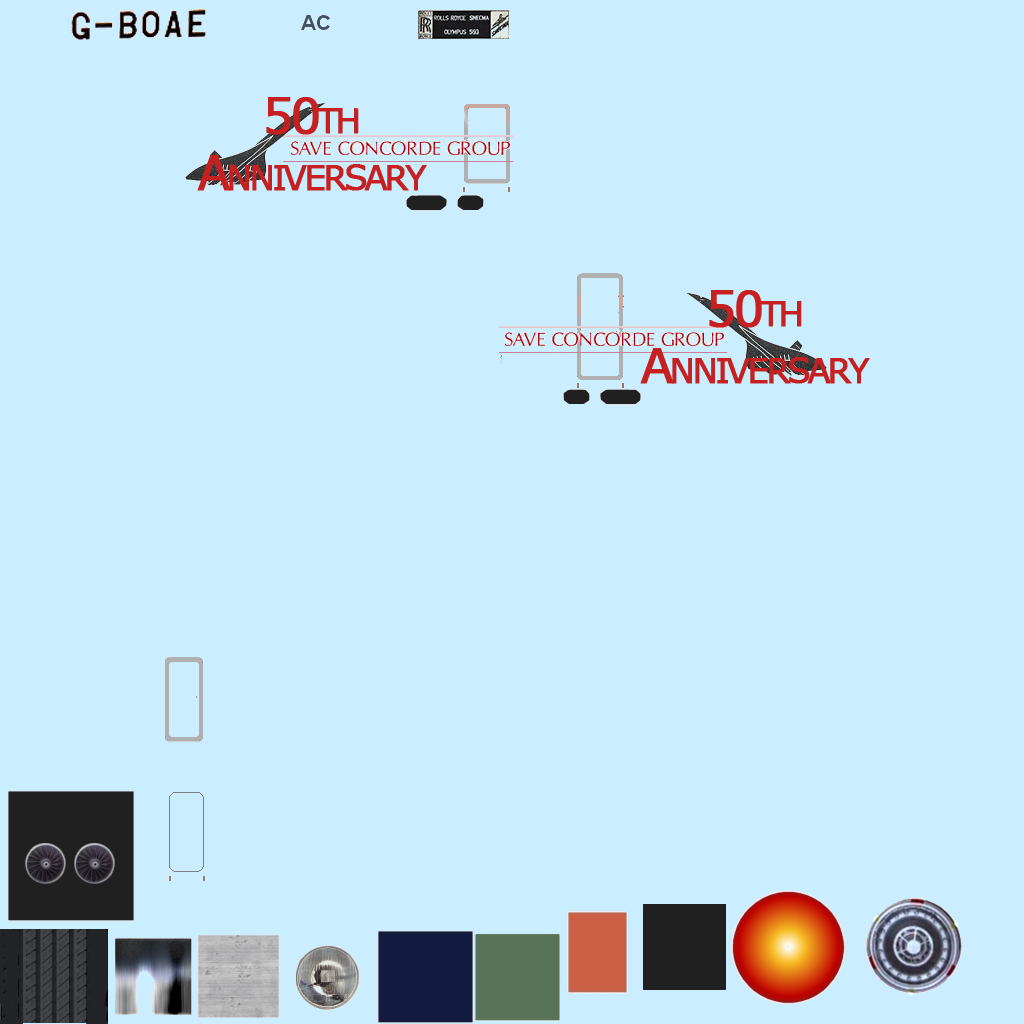 G-BOAE
AC
ROLLS ROYCE SNECMA
OLYMPUS 593
50TH
SAVE CONCORDE GROUP
ANNIVERSARY
50TH
SAVE CONCORDE GROUP
ANNIVERSARY